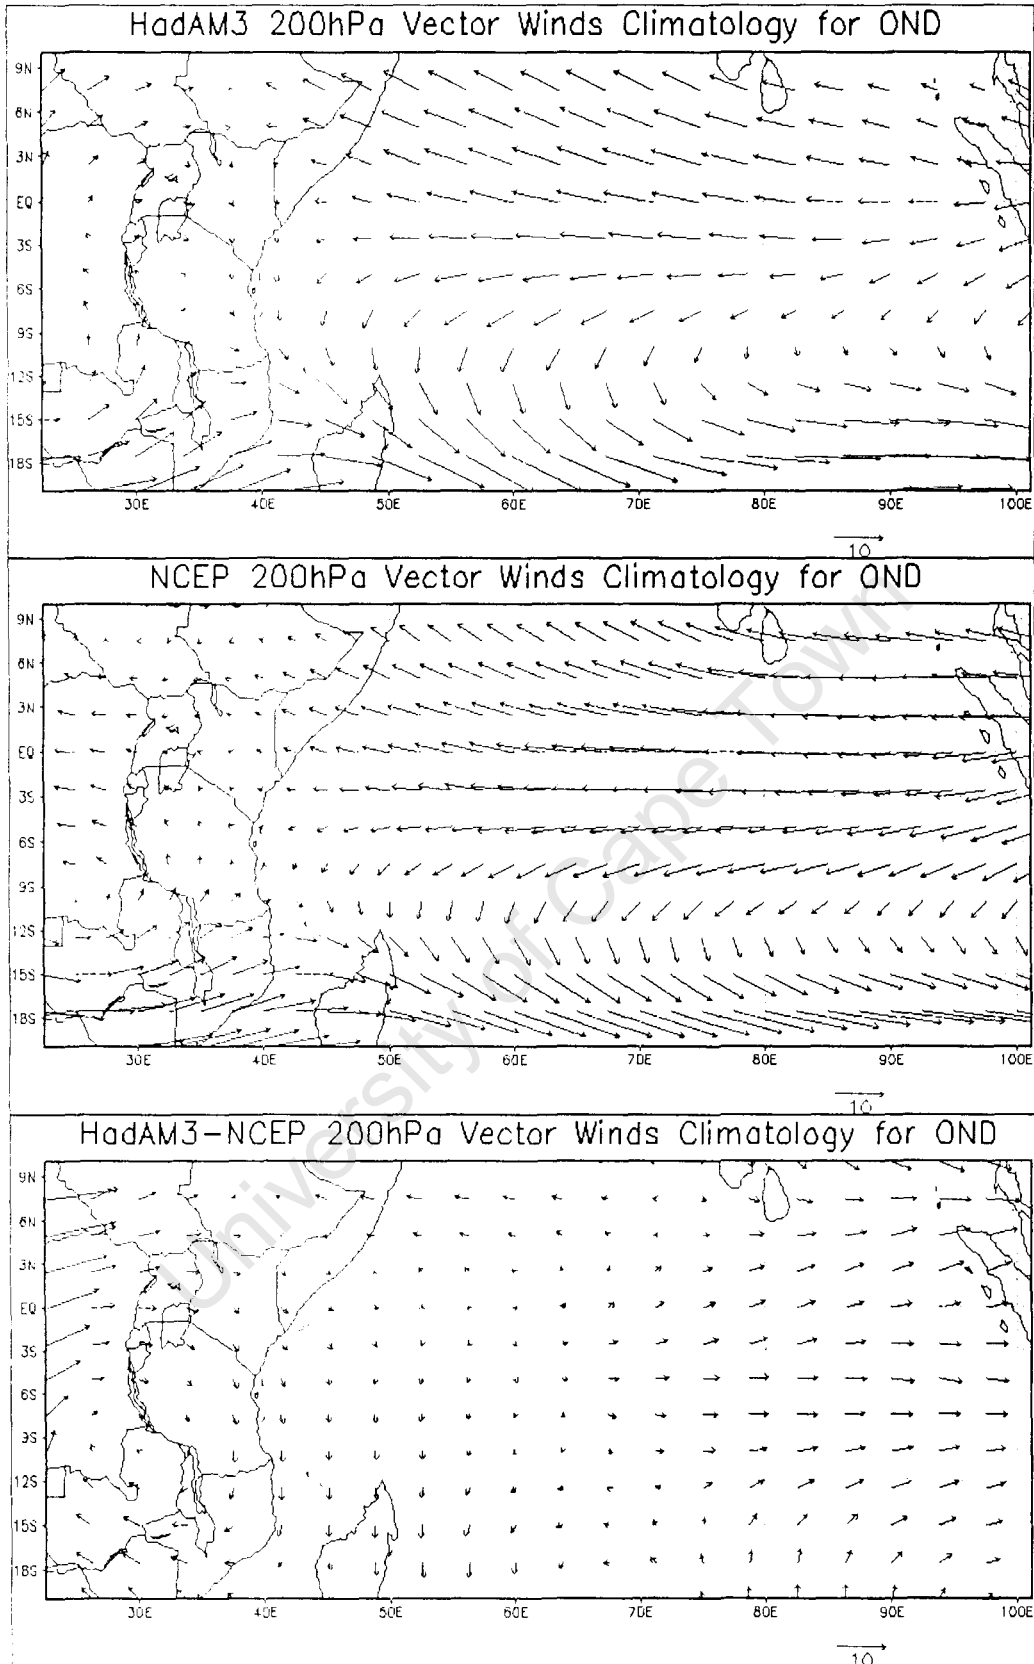 HadAM3 200hPa Vector Winds Climatology for OND
9N
6N
3N
EQ
3S
6S
9S
12S
15S
18S
30E 40E 50E 60E 70E 80E 90E 100E
10
NCEP 200hPa Vector Winds Climatology for OND
9N
6N
3N
EQ
3S
6S
9S
12S
15S
18S
30E 40E 50E 60E 70E 80E 90E 100E
10
HadAM3-NCEP 200hPa Vector Winds Climatology for OND
9N
6N
3N
EQ
3S
6S
9S
12S
15S
18S
30E 40E 50E 60E 70E 80E 90E 100E
10
University of Cape Town